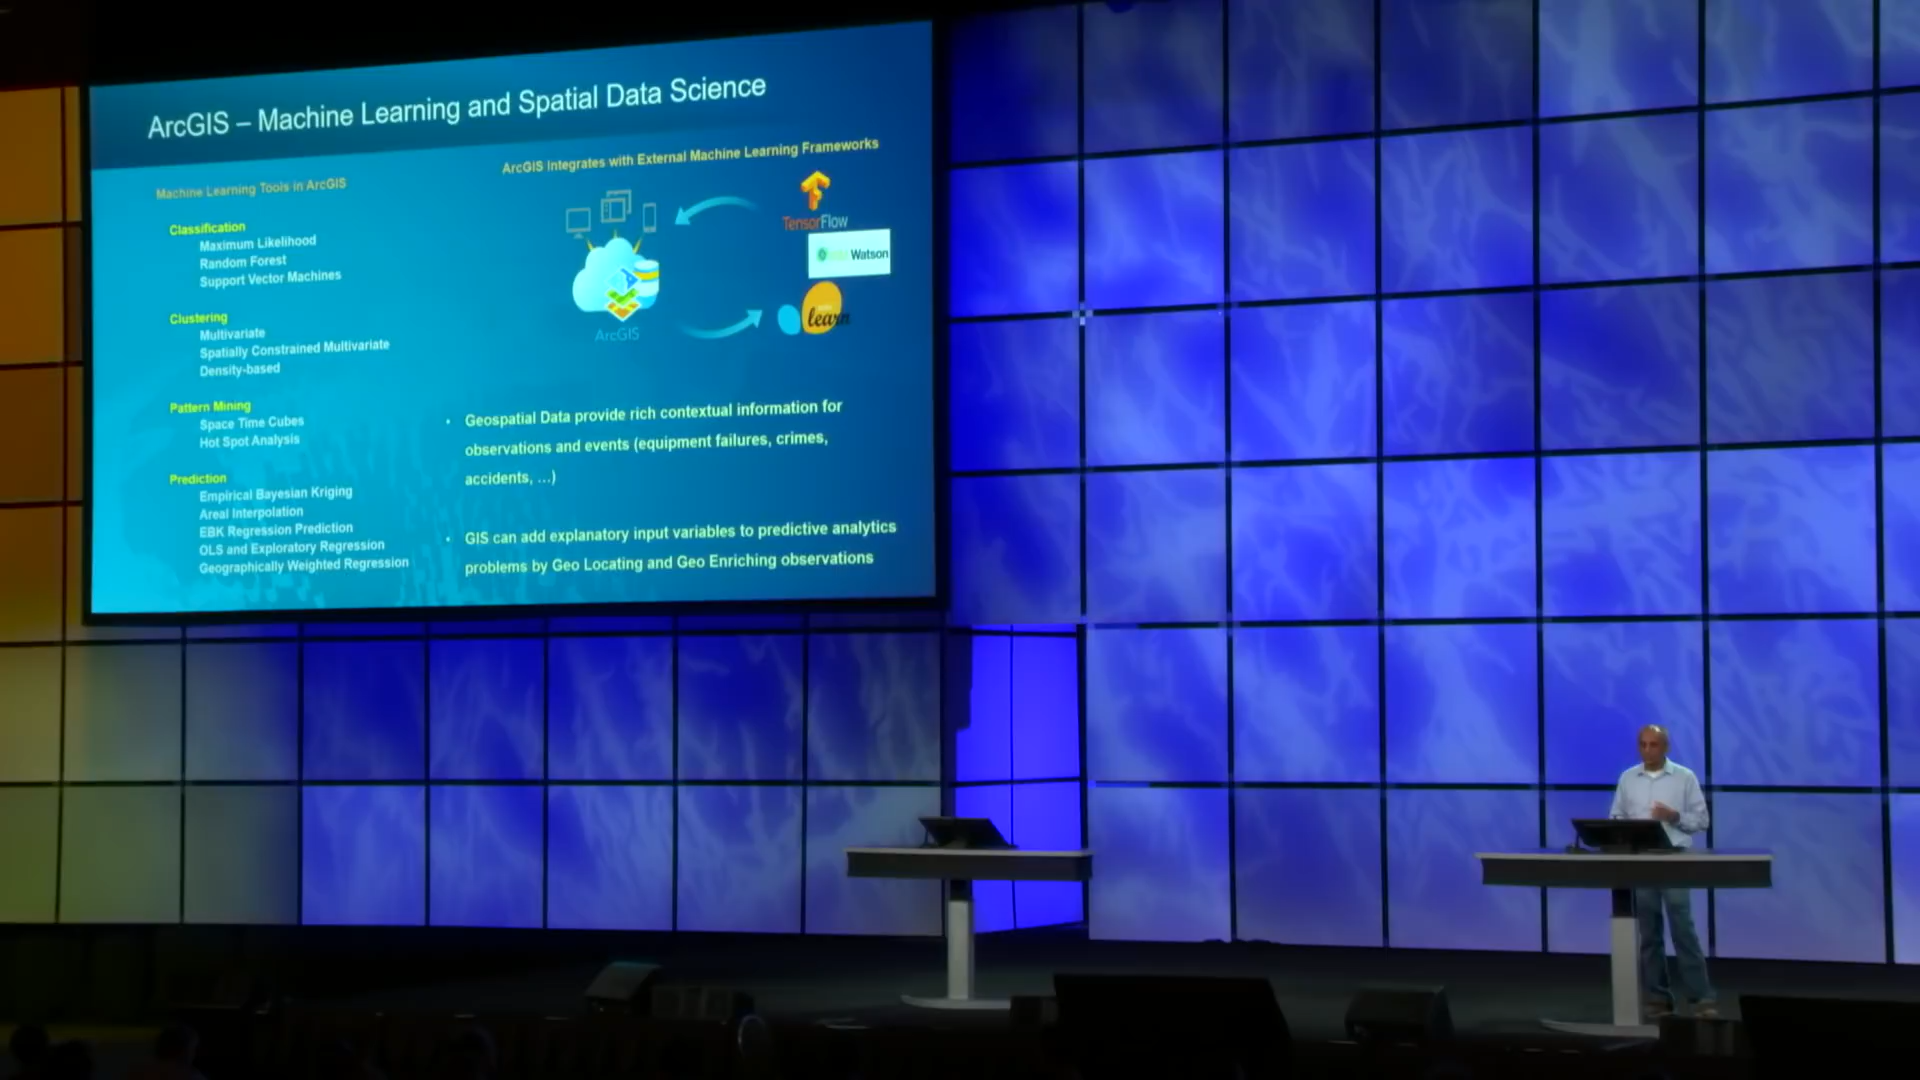 ArcGIS – Machine Learning and Spatial Data Science
Machine Learning Tools in ArcGIS
Classification
Maximum Likelihood
Random Forest
Support Vector Machines
Clustering
Multivariate
Spatially Constrained Multivariate
Density-based
Pattern Mining
Space Time Cubes
Hot Spot Analysis
Prediction
Empirical Bayesian Kriging
Areal Interpolation
EBK Regression Prediction
OLS and Exploratory Regression
Geographically Weighted Regression
ArcGIS Integrates with External Machine Learning Frameworks
TensorFlow
Watson
learn
ArcGIS
• Geospatial Data provide rich contextual information for
observations and events (equipment failures, crimes,
accidents, ...)
• GIS can add explanatory input variables to predictive analytics
problems by Geo Locating and Geo Enriching observations